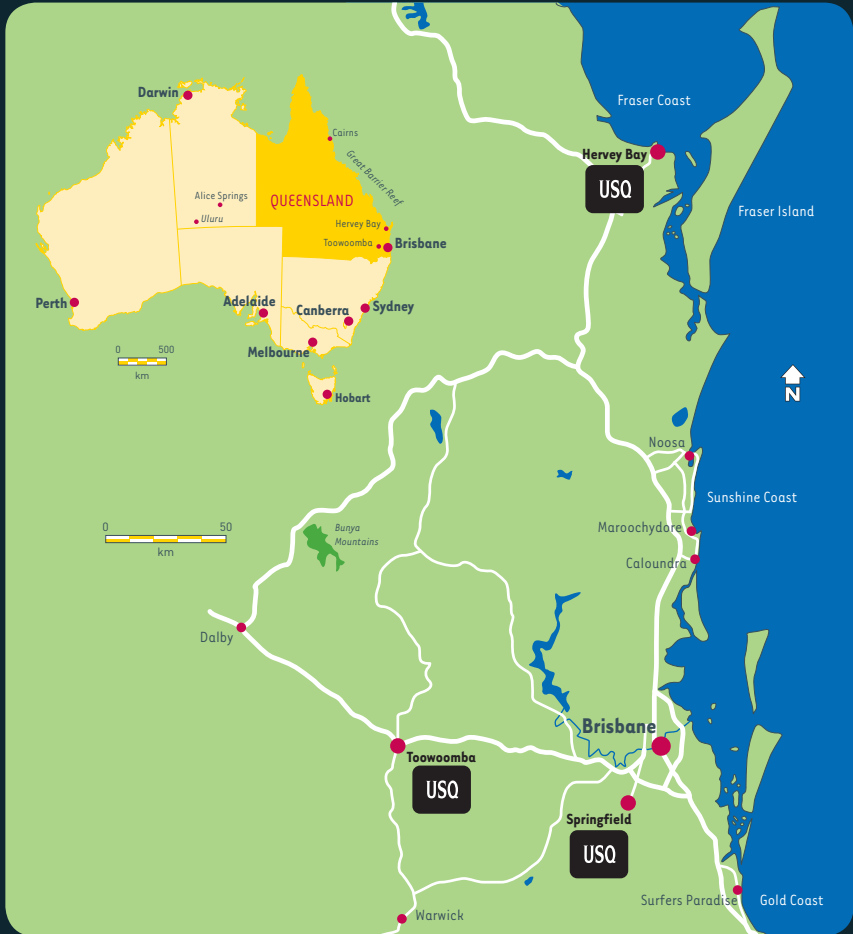 Fraser Coast
Darwin
Cairns
Hervey Bay
Great Barrier Reef
USQ
Alice Springs
QUEENSLAND
Uluru
Fraser Island
Hervey Bay
Toowoomba
Brisbane
Perth
Adelaide
Canberra
Sydney
0 500
km
Melbourne
N
Hobart
Noosa
Sunshine Coast
0 50
km
Bunya
Mountains
Maroochydore
Caloundra
Dalby
Brisbane
Toowoomba
USQ
Springfield
USQ
Surfers Paradise
Gold Coast
Warwick